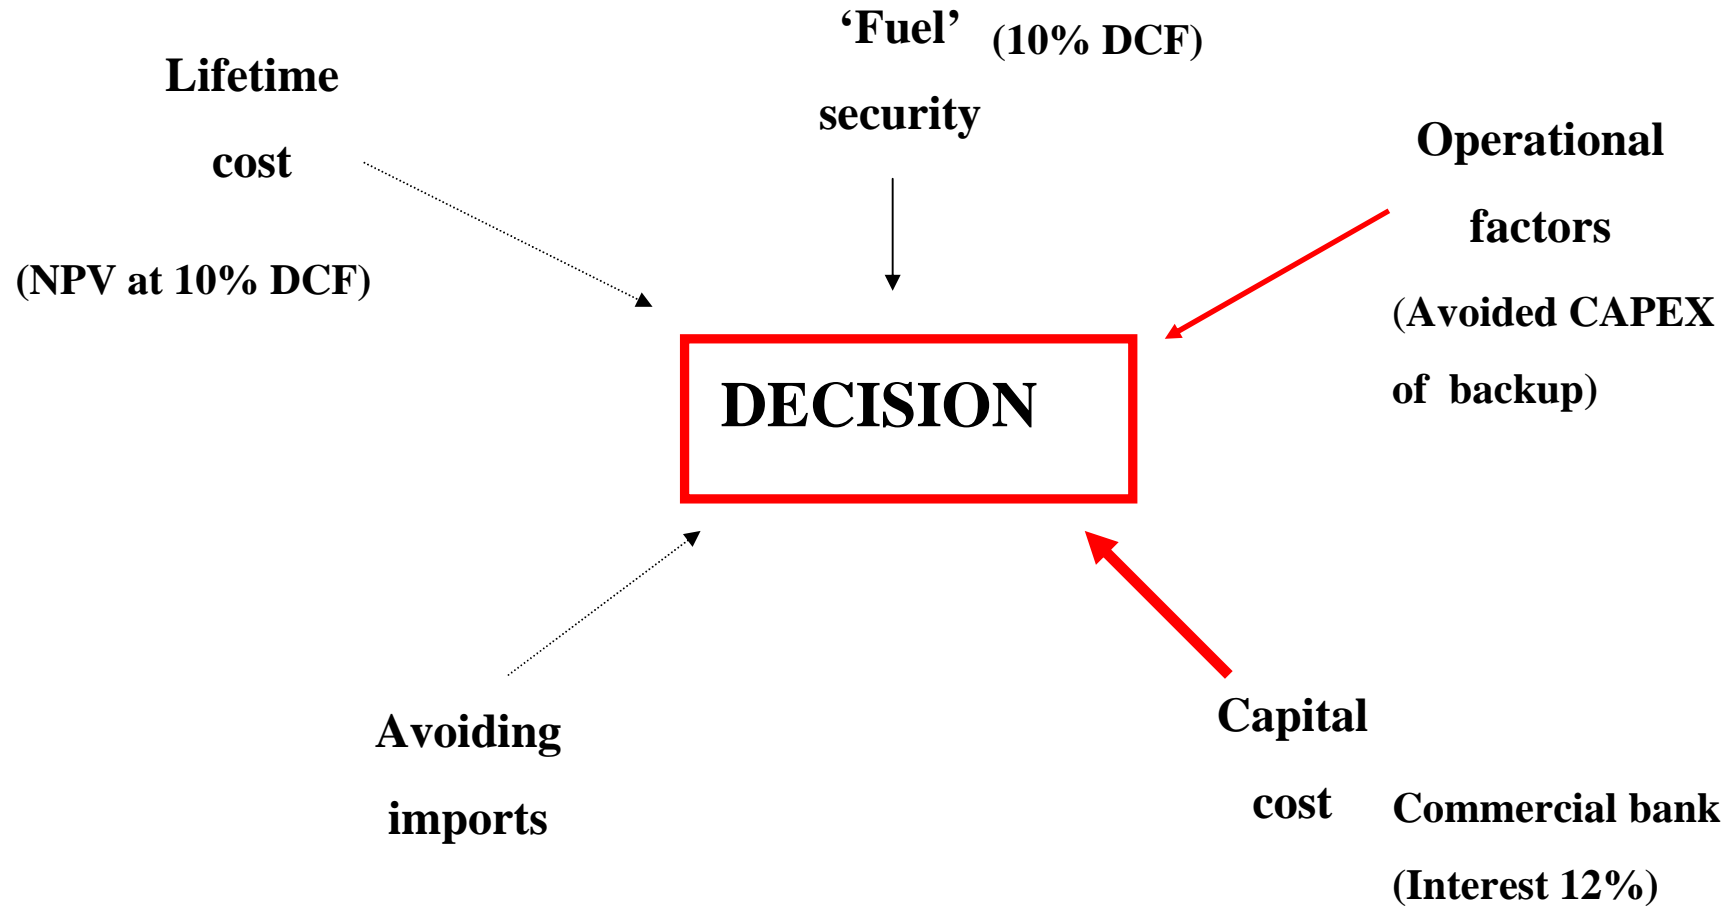 ‘Fuel’ (10% DCF)
security
Lifetime
cost
(NPV at 10% DCF)
Operational
factors
(Avoided CAPEX
of backup)
DECISION
Avoiding
imports
Capital
cost
Commercial bank
(Interest 12%)